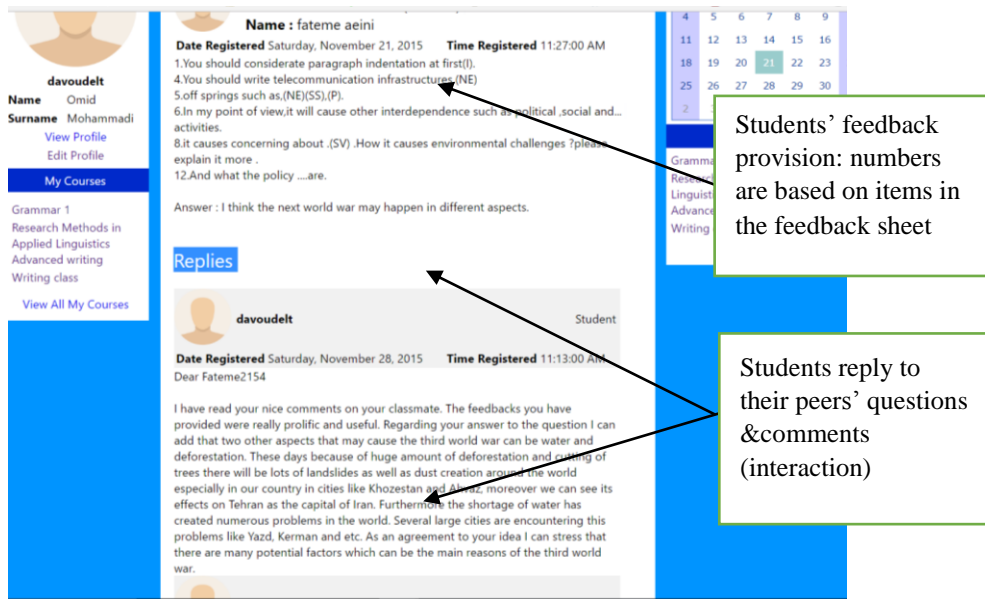 davoudelt
Name Omid
Surname Mohammadi
View Profile
Edit Profile
My Courses
Grammar 1
Research Methods in
Applied Linguistics
Advanced writing
Writing class
View All My Courses
Name : fateme aeini
Date Registered Saturday, November 21, 2015 Time Registered 11:27:00 AM
1.You should considerate paragraph indentation at first(I).
4.You should write telecommunication infrastructures,(NE)
5.off springs such as,(NE)(SS),(P).
6.In my point of view,it will cause other interdependence such as political ,social and...
activities.
8.it causes concerning about .(SV) .How it causes environmental challenges ?please
explain it more .
12.And what the policy ....are.
Answer : I think the next world war may happen in different aspects.
Replies
davoudelt Student
Date Registered Saturday, November 28, 2015 Time Registered 11:13:00 AM
Dear Fateme2154
I have read your nice comments on your classmate. The feedbacks you have
provided were really prolific and useful. Regarding your answer to the question I can
add that two other aspects that may cause the third world war can be water and
deforestation. These days because of huge amount of deforestation and cutting of
trees there will be lots of landslides as well as dust creation around the world
especially in our country in cities like Khozestan and Ahvaz, moreover we can see its
effects on Tehran as the capital of Iran. Furthermore the shortage of water has
created numerous problems in the world. Several large cities are encountering this
problems like Yazd, Kerman and etc. As an agreement to your idea I can stress that
there are many potential factors which can be the main reasons of the third world
war.
4 5 6 7 8 9
11 12 13 14 15 16
18 19 20 21 22 23
25 26 27 28 29 30
2
Writing
Students' feedback
provision: numbers
are based on items in
the feedback sheet
Students reply to
their peers' questions
&comments
(interaction)